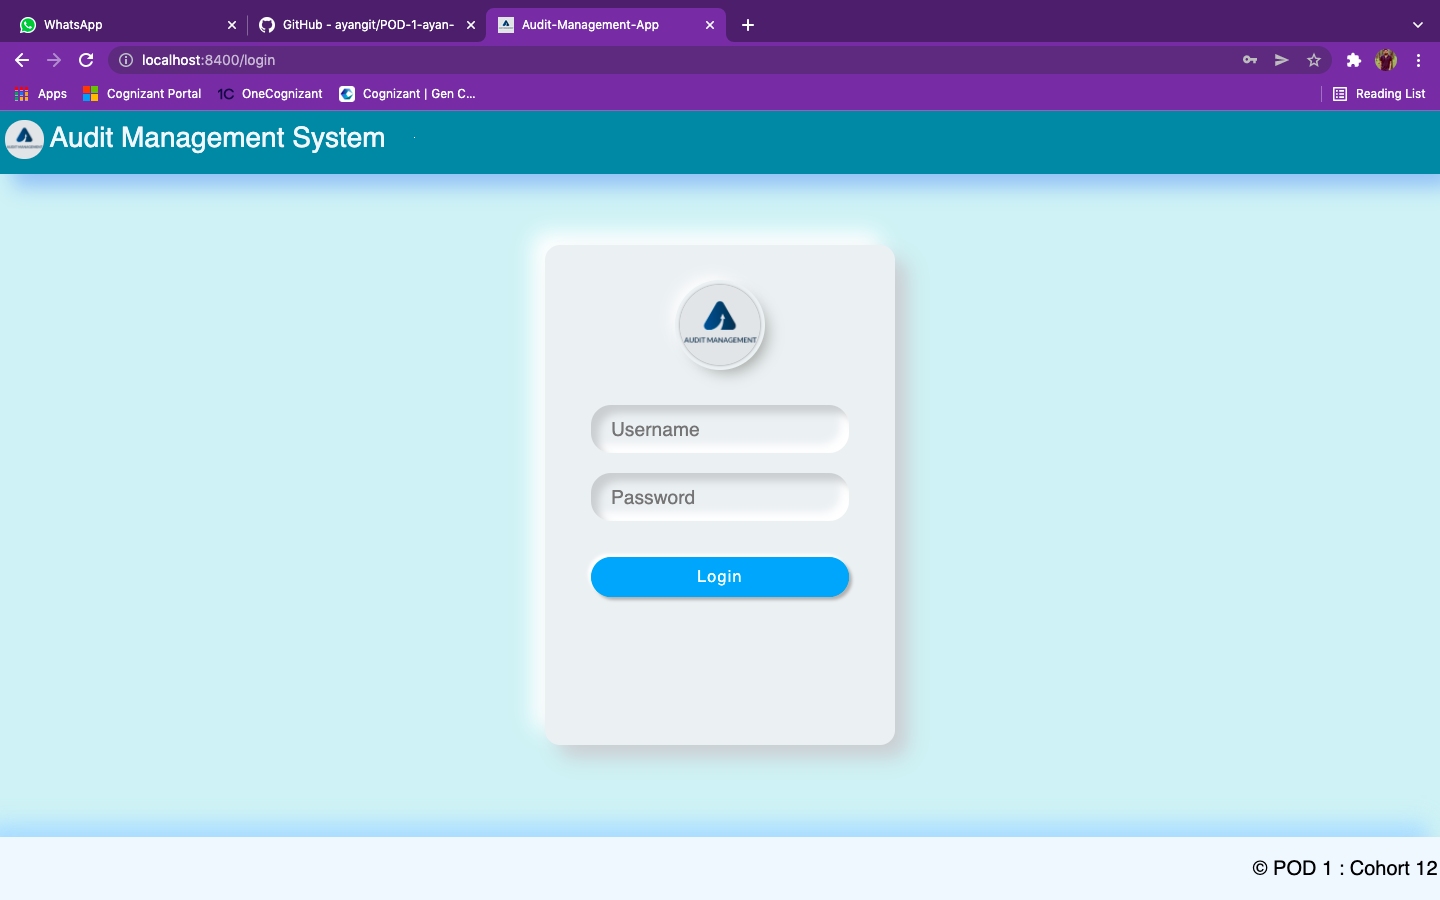 WhatsApp
GitHub - ayangit/POD-1-ayan-
Audit-Management-App
localhost:8400/login
Apps
Cognizant Portal
1C OneCognizant
Cognizant | Gen C...
Reading List
Audit Management System
AUDIT MANAGEMENT
Username
Password
Login
© POD 1 : Cohort 12